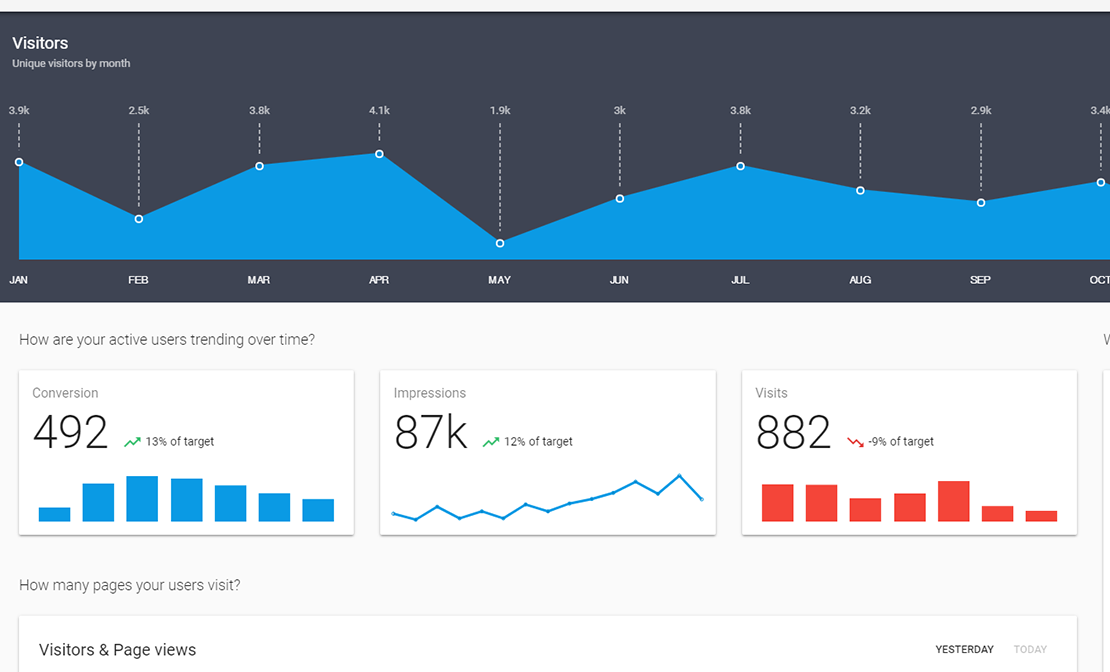 Visitors
Unique visitors by month
3.9k 2.5k 3.8k 4.1k 1.9k 3k 3.8k 3.2k 2.9k 3.4k
JAN FEB MAR APR MAY JUN JUL AUG SEP OCT
How are your active users trending over time?
Conversion
492 13% of target
Impressions
87k 12% of target
Visits
882 -9% of target
How many pages your users visit?
Visitors & Page views
YESTERDAY TODAY